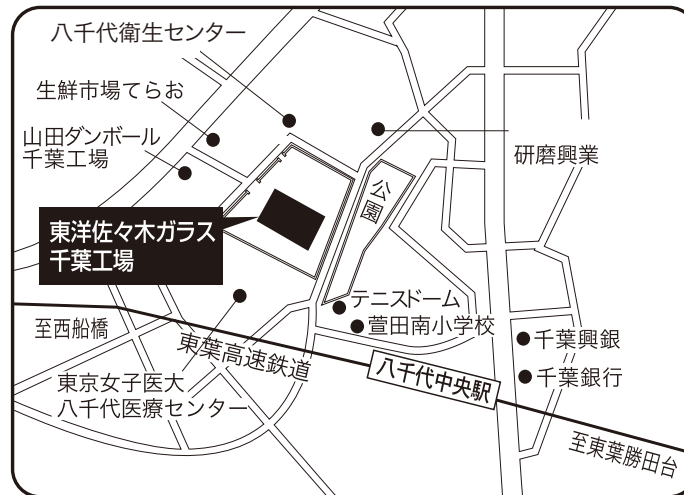 八千代衛生センター
生鮮市場てらお
山田ダンボール
千葉工場
研磨興業
公園
東洋佐々木ガラス
千葉工場
テニスドーム
萱田南小学校
至西船橋
東葉高速鉄道
千葉興銀
八千代中央駅
千葉銀行
東京女子医大
八千代医療センター
至東葉勝田台